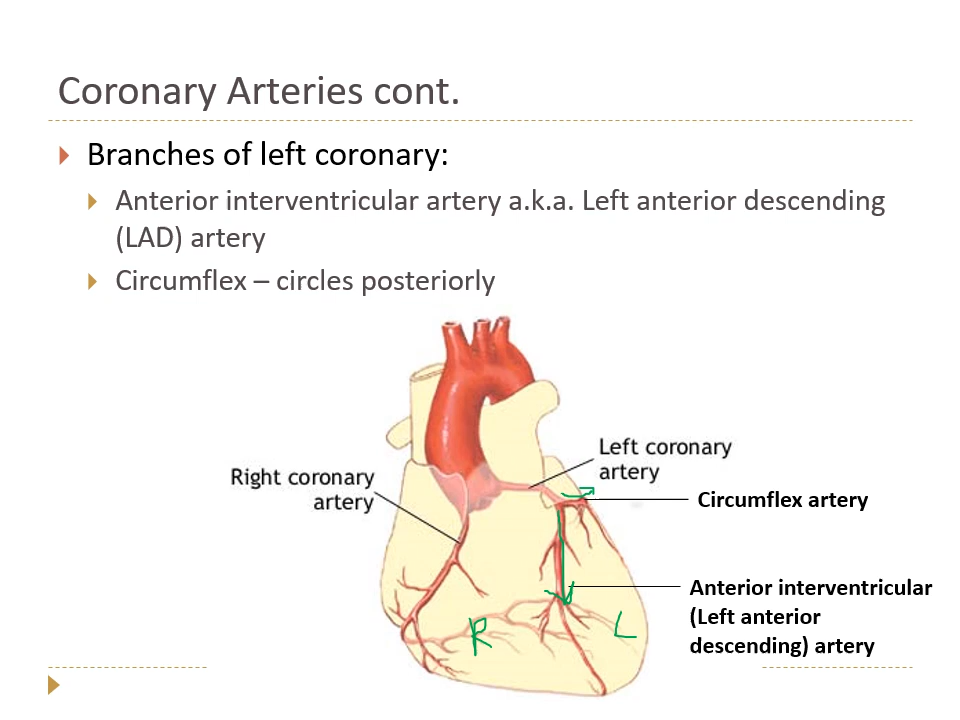 Coronary Arteries cont.
Branches of left coronary:
Anterior interventricular artery a.k.a. Left anterior descending
(LAD) artery
Circumflex – circles posteriorly
Left coronary
artery
Right coronary
artery
Circumflex artery
Anterior interventricular
(Left anterior
descending) artery
R
L